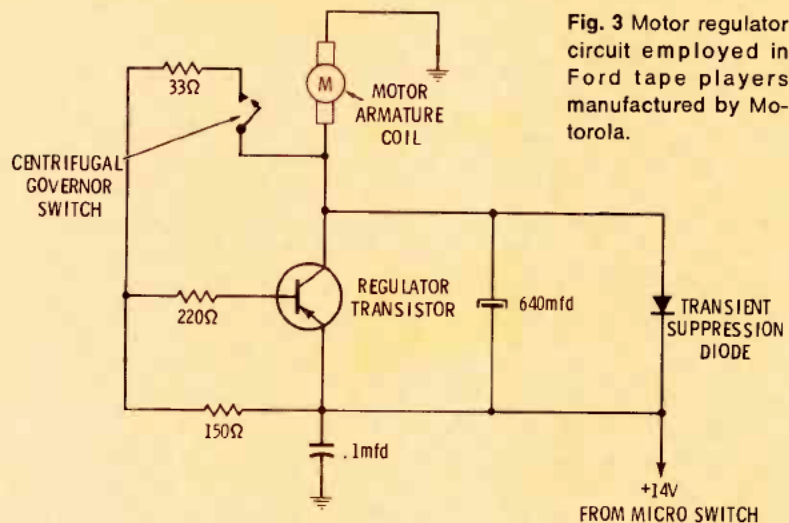 Fig. 3 Motor regulator
circuit employed in
Ford tape players
manufactured by Mo-
torola.
33Ω
M
MOTOR
ARMATURE
COIL
CENTRIFUGAL
GOVERNOR
SWITCH
REGULATOR
TRANSISTOR
220Ω
640mfd
TRANSIENT
SUPPRESSION
DIODE
150Ω
.1mfd
+14V
FROM MICRO SWITCH